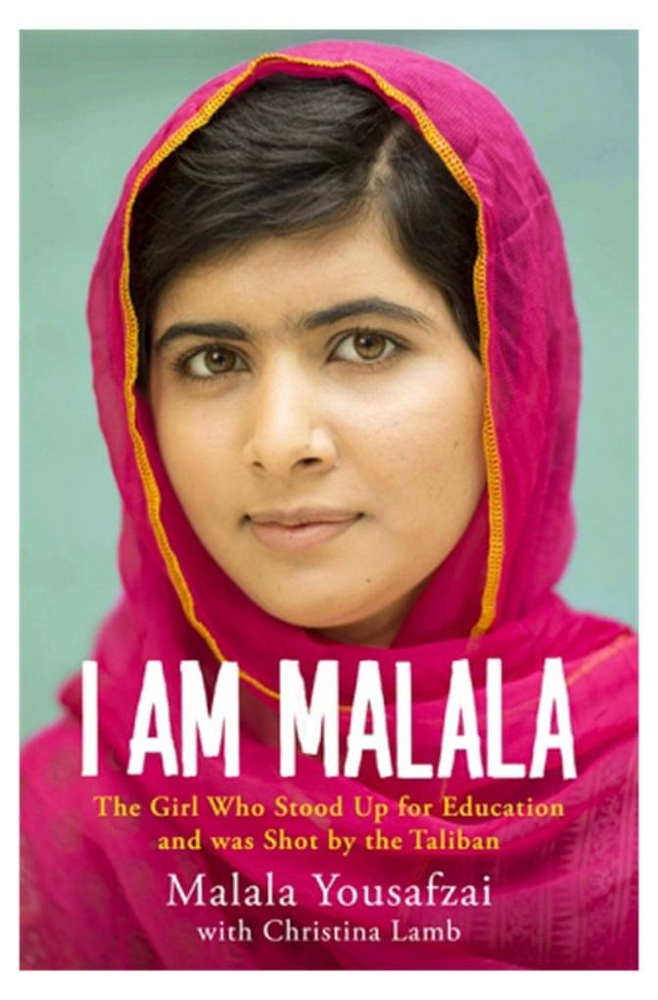 I AM MALALA
The Girl Who Stood Up for Education
and was Shot by the Taliban
Malala Yousafzai
with Christina Lamb